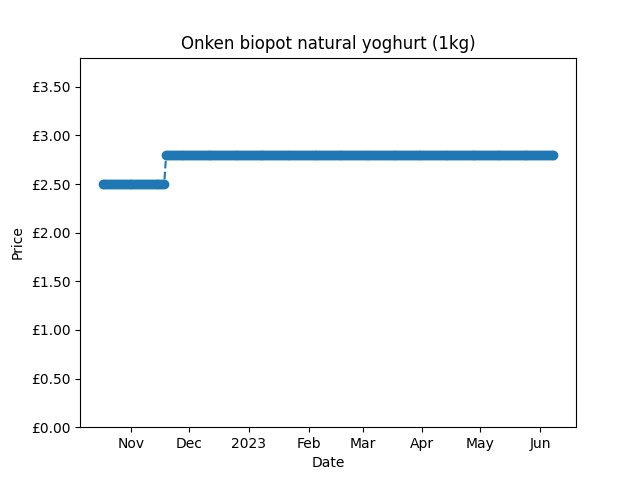 Onken biopot natural yoghurt (1kg)
£3.50
£3.00
£2.50
£2.00
£1.50
£1.00
£0.50
£0.00
Price
Nov Dec 2023 Feb Mar Apr May Jun
Date